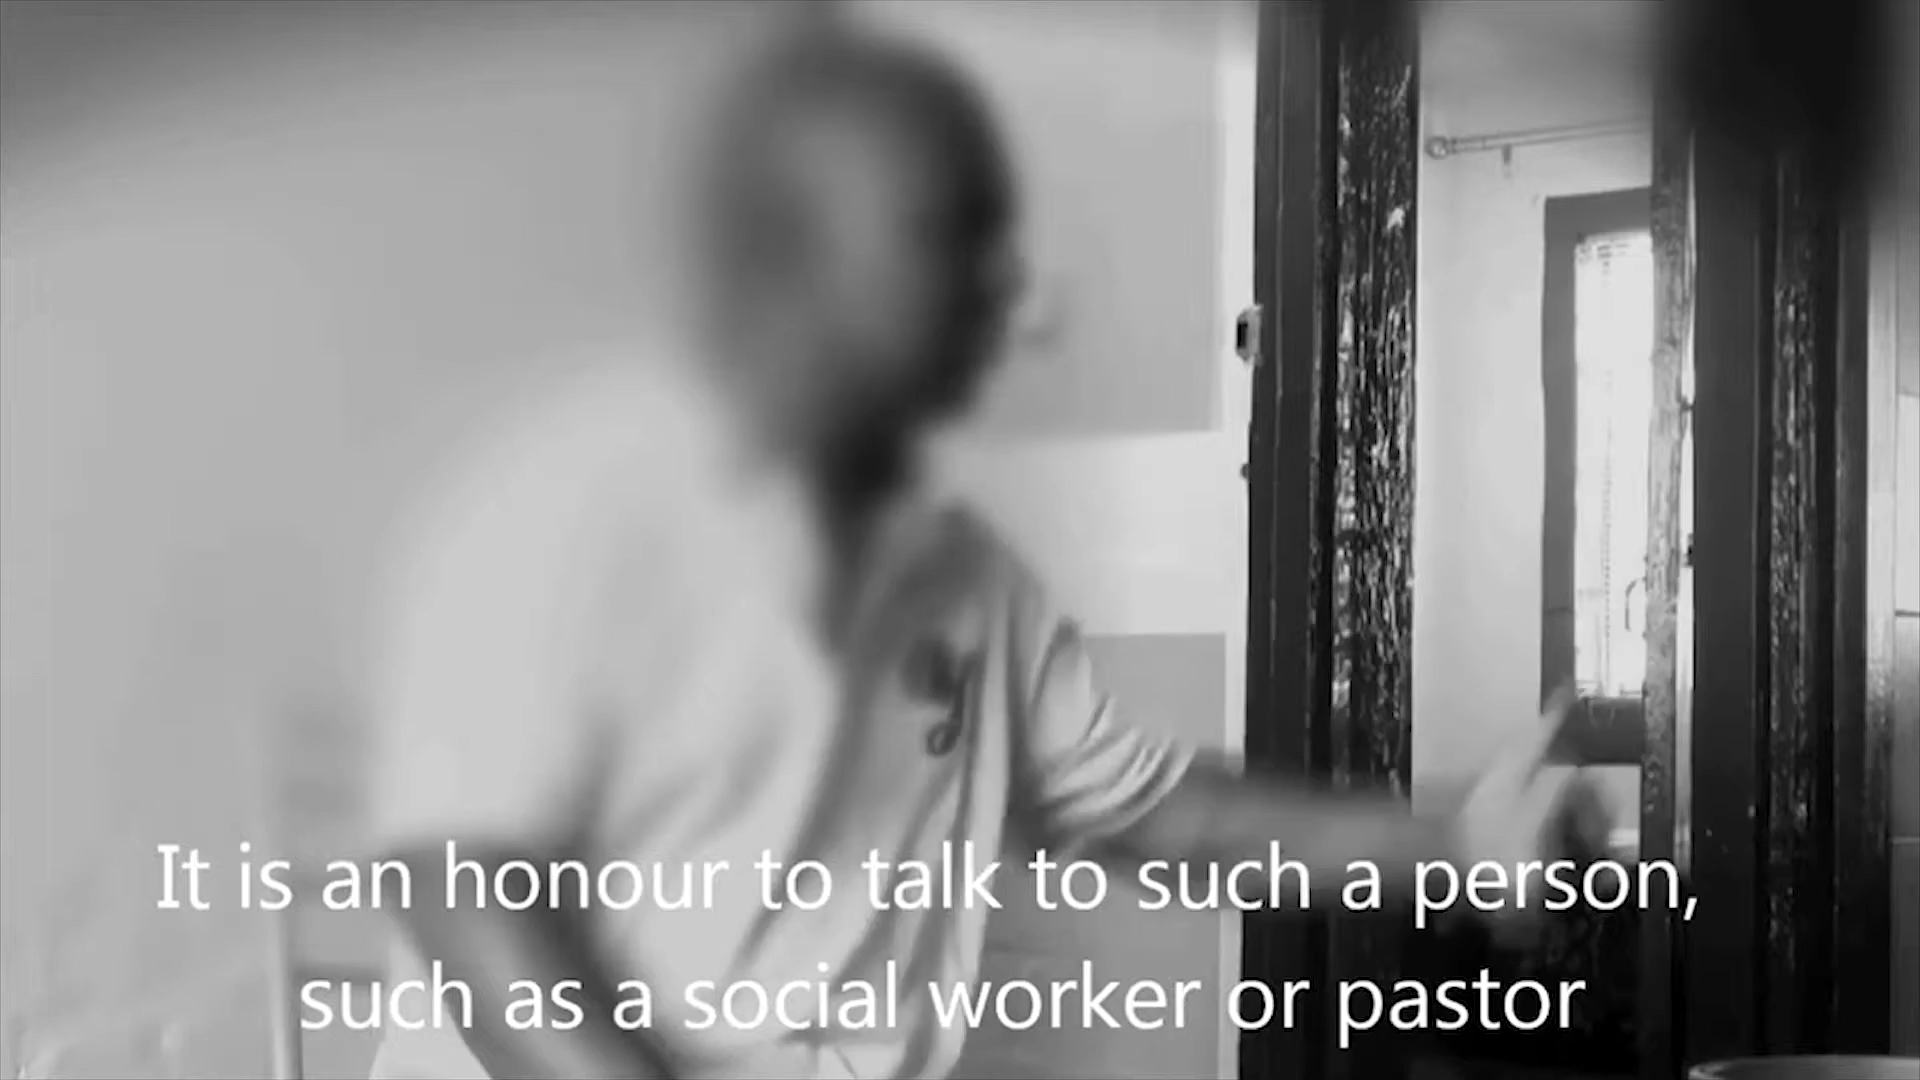 It is an honour to talk to such a person,
such as a social worker or pastor